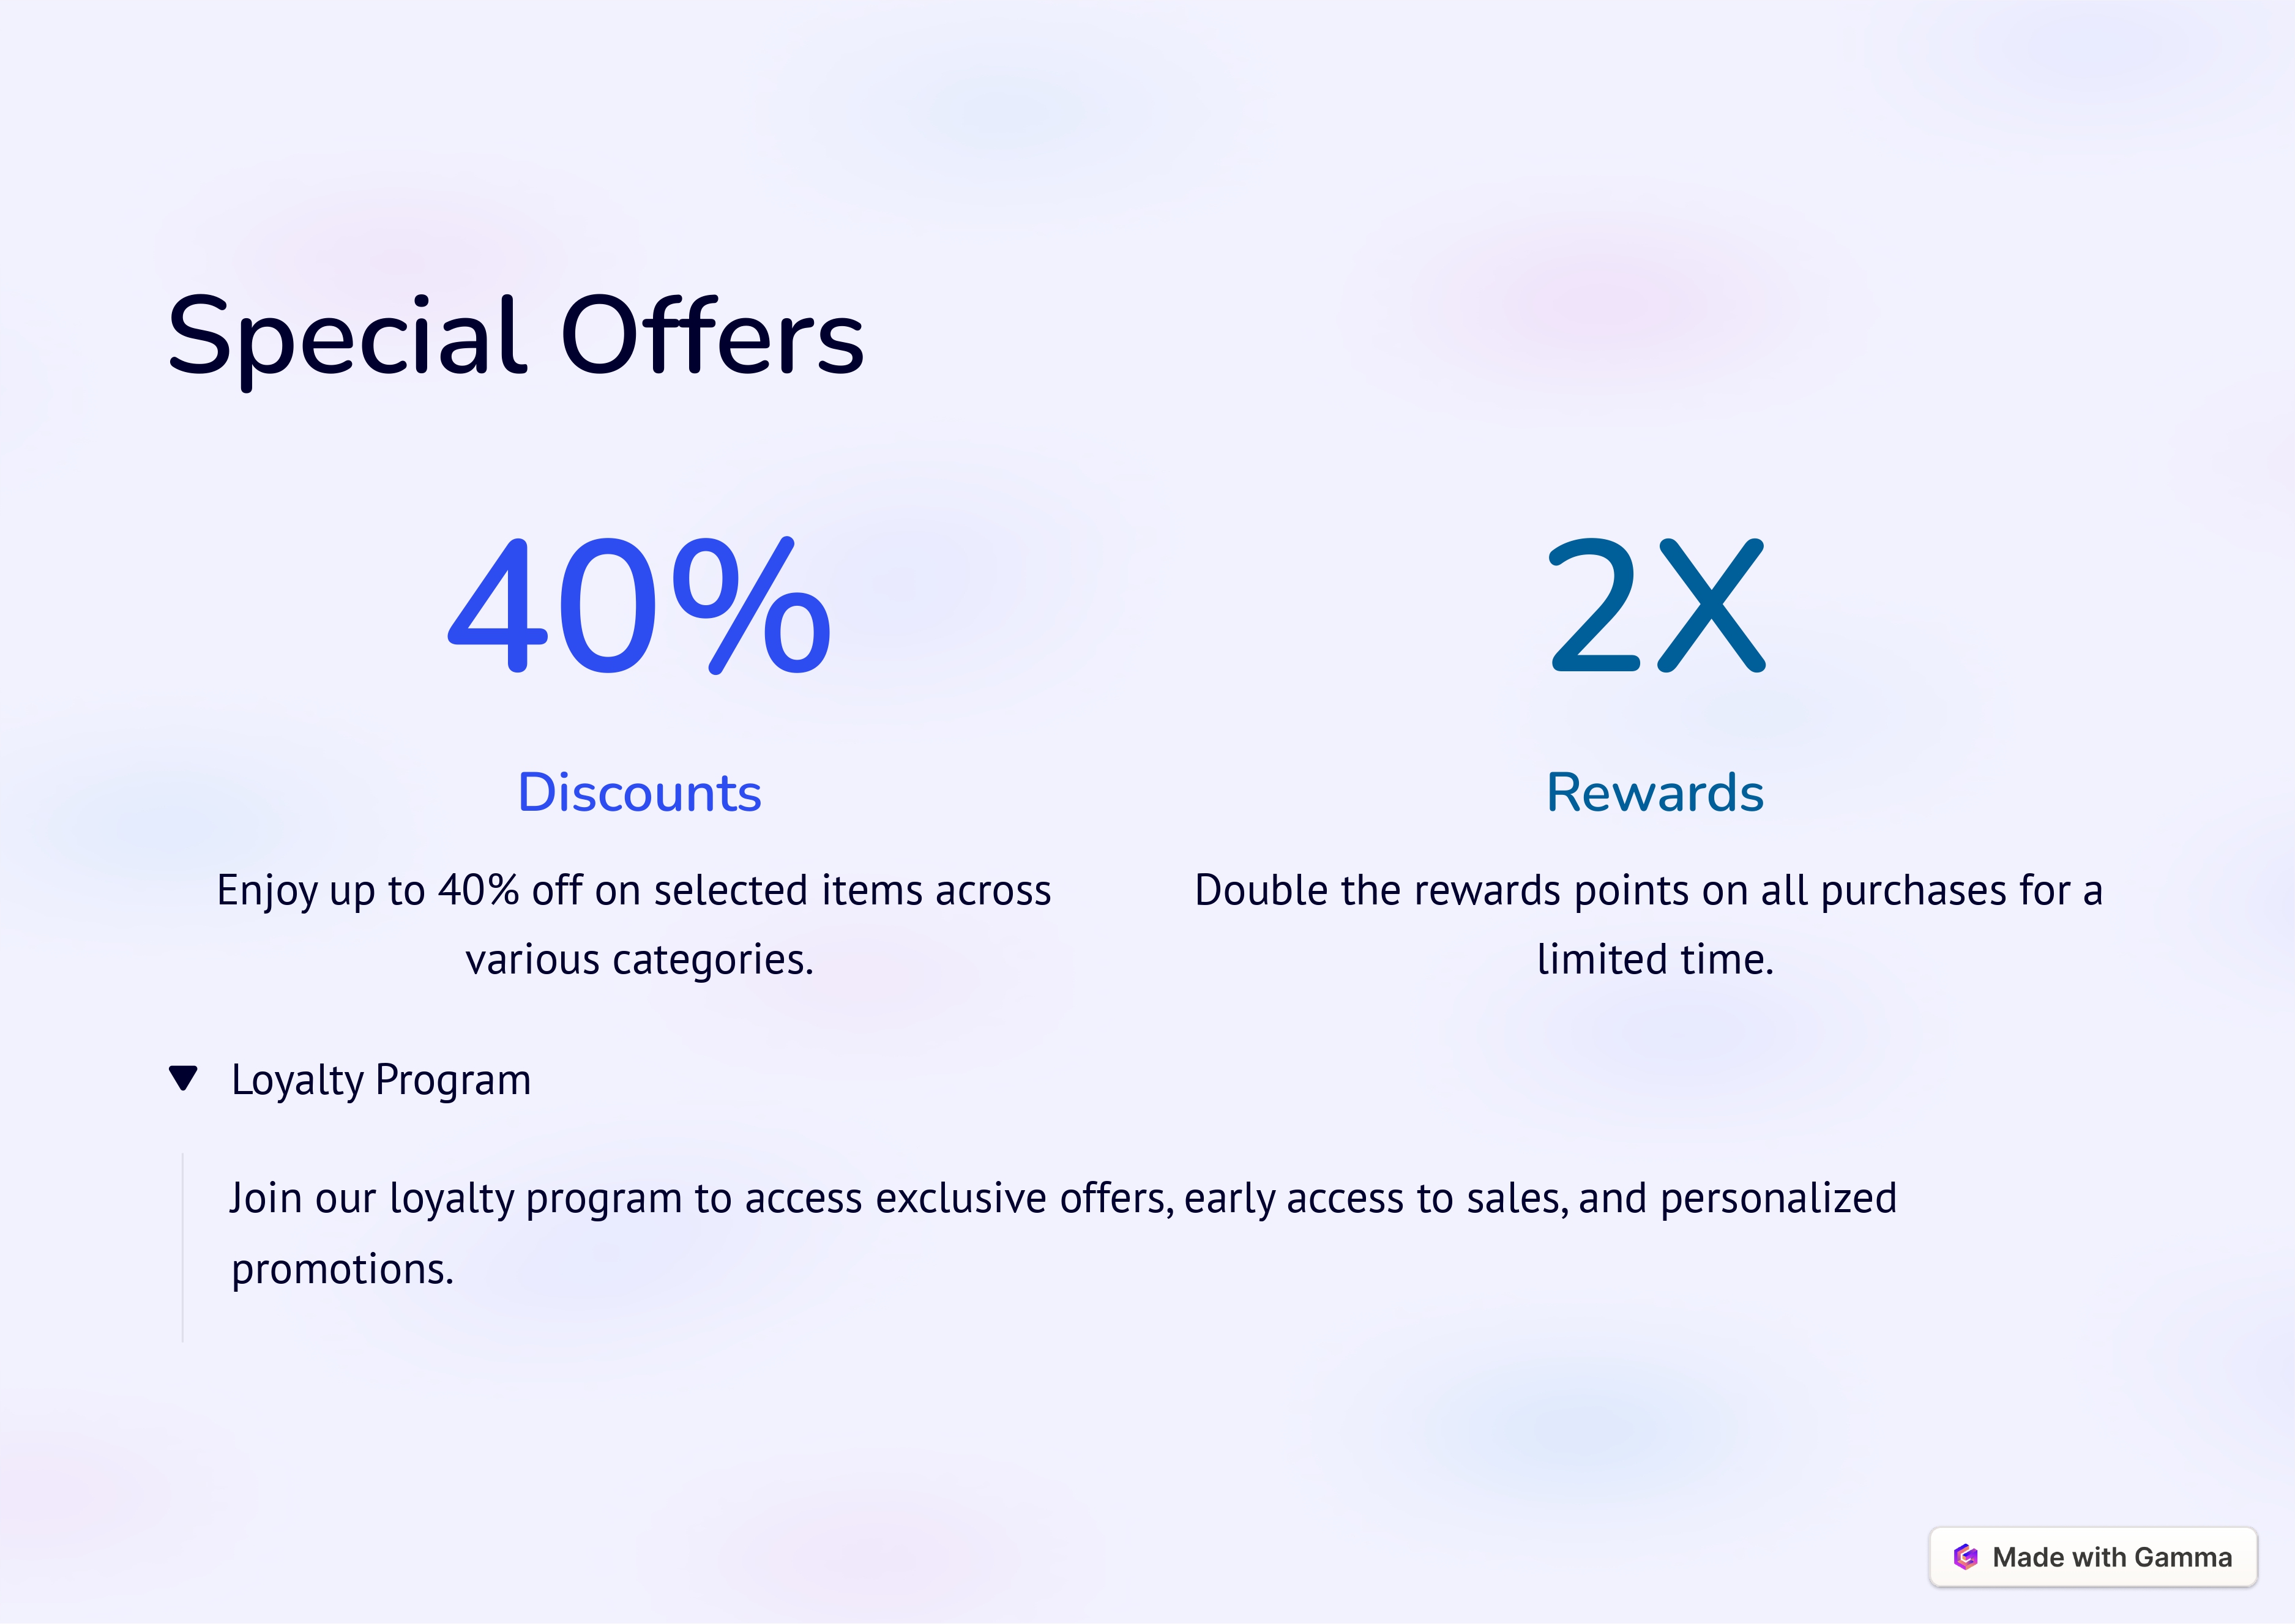 Special Offers
40%
2X
Discounts
Rewards
Enjoy up to 40% off on selected items across
various categories.
Double the rewards points on all purchases for a
limited time.
Loyalty Program
Join our loyalty program to access exclusive offers, early access to sales, and personalized
promotions.
Made with Gamma